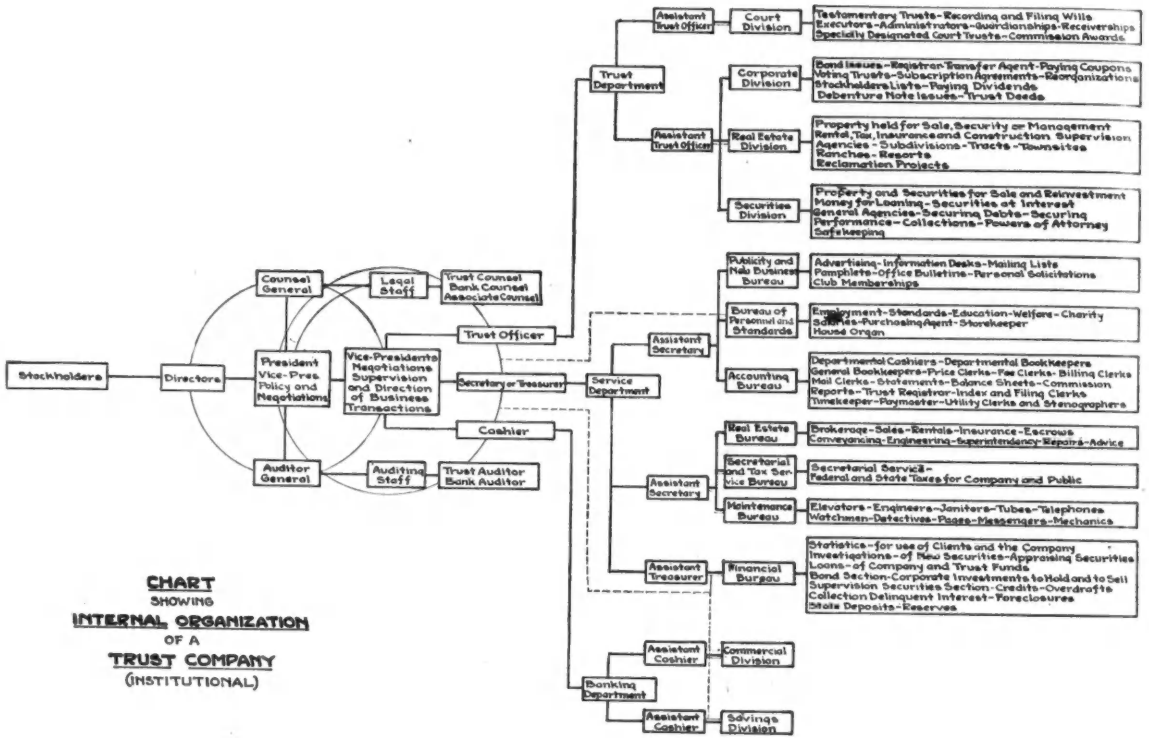 Assistant
Trust Officer
Court
Division
Testamentary Trusts-Recording and Filing Wills
Executors-Administrators-Guardianships-Receiverships
Specially Designated Court Trusts-Commission Awards
Trust
Department
Corporate
Division
Bond Issues-Registrar-Transfer Agent-Paying Coupons
Voting Trusts-Subscription Agreements-Reorganizations
Stockholders Lists-Paying Dividends
Debenture Note Issues-Trust Deeds
Assistant
Trust Officer
Real Estate
Division
Property held for Sale, Security or Management
Rental, Tax, Insurance and Construction Supervision
Agencies-Subdivisions-Tracts-Townsites
Ranches-Resorts
Reclamation Projects
Securities
Division
Property and Securities for Sale and Reinvestment
Money for Loaning-Securities at Interest
General Agencies-Securing Debts-Securing
Performance-Collections-Powers of Attorney
Safekeeping
Stockholders
Directors
Counsel
General
Legal
Staff
Trust Counsel
Bank Counsel
Associate Counsel
President
Vice-Pres
Policy and
Negotiations
Vice-Presidents
Negotiations
Supervision
and Direction
of Business
Transactions
Auditor
General
Auditing
Staff
Trust Auditor
Bank Auditor
Trust Officer
Secretary or Treasurer
Cashier
Service
Department
Assistant
Secretary
Publicity and
New Business
Bureau
Advertising-Information Desks-Mailing Lists
Pamphlets-Office Bulletins-Personal Solicitations
Club Memberships
Bureau of
Personnel and
Standards
Employment-Standards-Education-Welfare-Charity
Salaries-Purchasing Agent-Storekeeper
House Organ
Accounting
Bureau
Departmental Cashiers-Departmental Bookkeepers
General Bookkeepers-Price Clerks-Fee Clerks-Billing Clerks
Mail Clerks-Statements-Balance Sheets-Commission
Reports-Trust Registrar-Index and Filing Clerks
Timekeeper-Paymaster-Utility Clerks and Stenographers
Assistant
Secretary
Real Estate
Bureau
Brokerage-Sales-Rentals-Insurance-Escrows
Conveyancing-Engineering-Superintendency-Repairs-Advice
Secretarial
and Tax Ser-
vice Bureau
Secretarial Service-
Federal and State Taxes for Company and Public
Maintenance
Bureau
Elevators-Engineers-Janitors-Tubes-Telephones
Watchmen-Detectives-Pages-Messengers-Mechanics
Assistant
Treasurer
Financial
Bureau
Statistics-for use of Clients and the Company
Investigations-of New Securities-Appraising Securities
Loans-of Company and Trust Funds
Bond Section-Corporate Investments to Hold and to Sell
Supervision Securities Section-Credits-Overdrafts
Collection Delinquent Interest-Foreclosures
State Deposits-Reserves
Banking
Department
Assistant
Cashier
Commercial
Division
Assistant
Cashier
Savings
Division
CHART
SHOWING
INTERNAL ORGANIZATION
OF A
TRUST COMPANY
(INSTITUTIONAL)